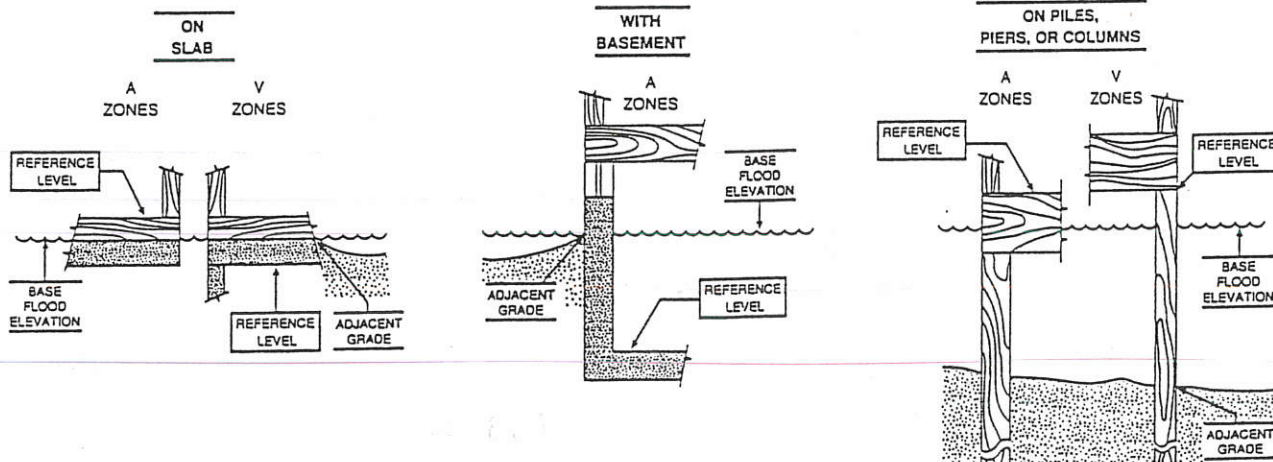 ON
SLAB
A
ZONES
V
ZONES
REFERENCE
LEVEL
BASE
FLOOD
ELEVATION
REFERENCE
LEVEL
ADJACENT
GRADE
WITH
BASEMENT
A
ZONES
BASE
FLOOD
ELEVATION
ADJACENT
GRADE
REFERENCE
LEVEL
ON PILES,
PIERS, OR COLUMNS
A
ZONES
V
ZONES
REFERENCE
LEVEL
REFERENCE
LEVEL
BASE
FLOOD
ELEVATION
ADJACENT
GRADE